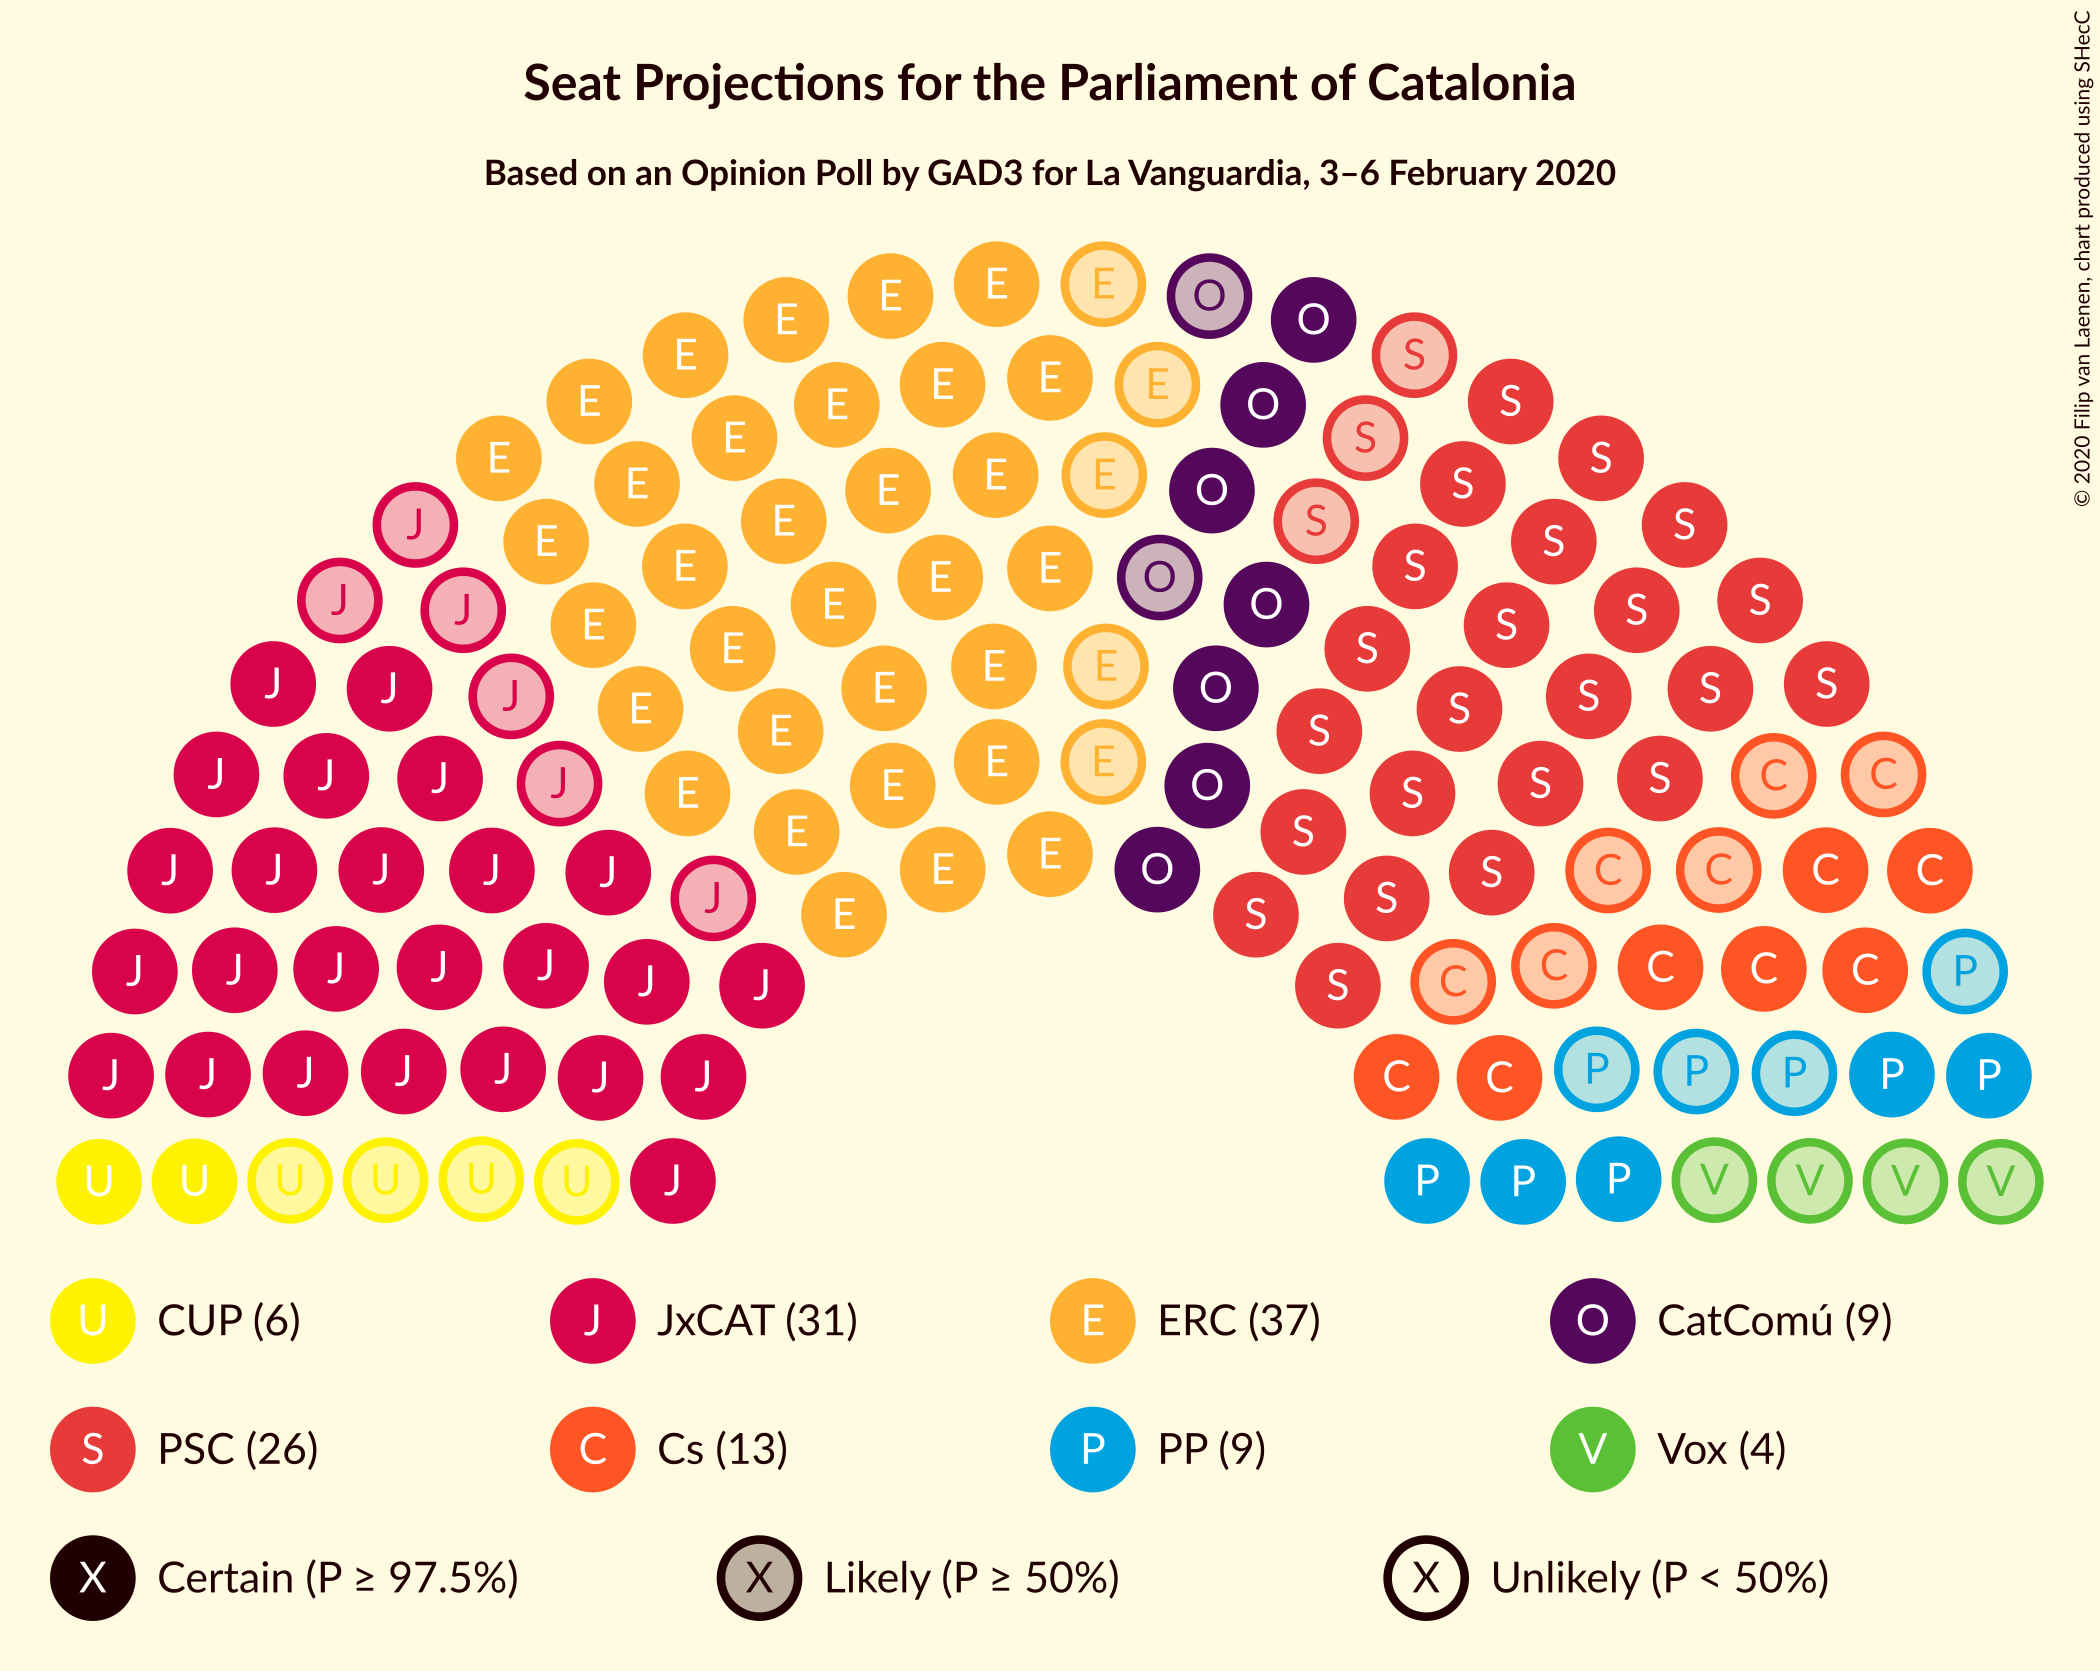 Seat Projections for the Parliament of Catalonia
Based on an Opinion Poll by GAD3 for La Vanguardia, 3–6 February 2020
© 2020 Filip van Laenen, chart produced using SHecC
E E E O O
E E S
E E E E O E S S
E E E O S
E E E E E O S S
E E E S S
J E E E O O S S
E E E S S
J J E E E E O S S S
E E S S
J J J E E E O S S S S
J J J J E E E O S S S S C C
E E S
J J J J J E E O S S C C C C
J E S S
J J J J J J J S C C C C C P
J J J J J J J C C P P P P P
U U U U U U J P P P V V V V
U CUP (6) J JxCAT (31) E ERC (37) O CatComú (9)
S PSC (26) C Cs (13) P PP (9) V Vox (4)
X Certain (P ≥ 97.5%) X Likely (P ≥ 50%) X Unlikely (P < 50%)